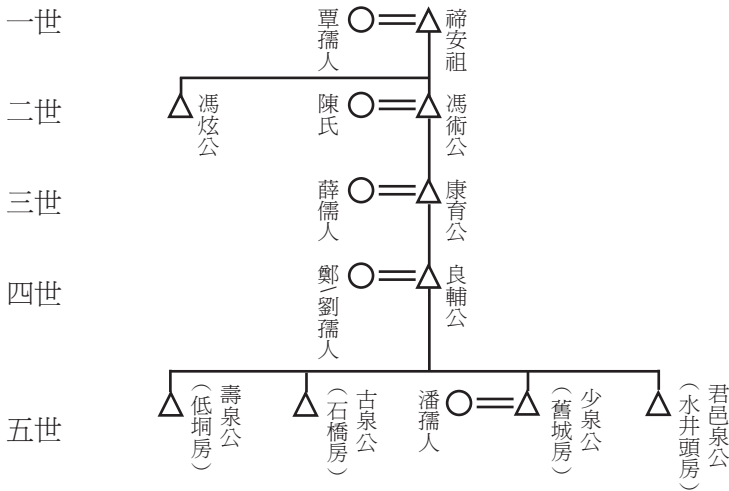 一世
覃孺人
禘安祖
二世
馮炫公
陳氏
馮術公
三世
薛儒人
康育公
四世
鄭\劉孺人
良輔公
五世
壽泉公
（低垌房）
古泉公
（石橋房）
潘孺人
少泉公
（舊城房）
君邑泉公
（水井頭房）